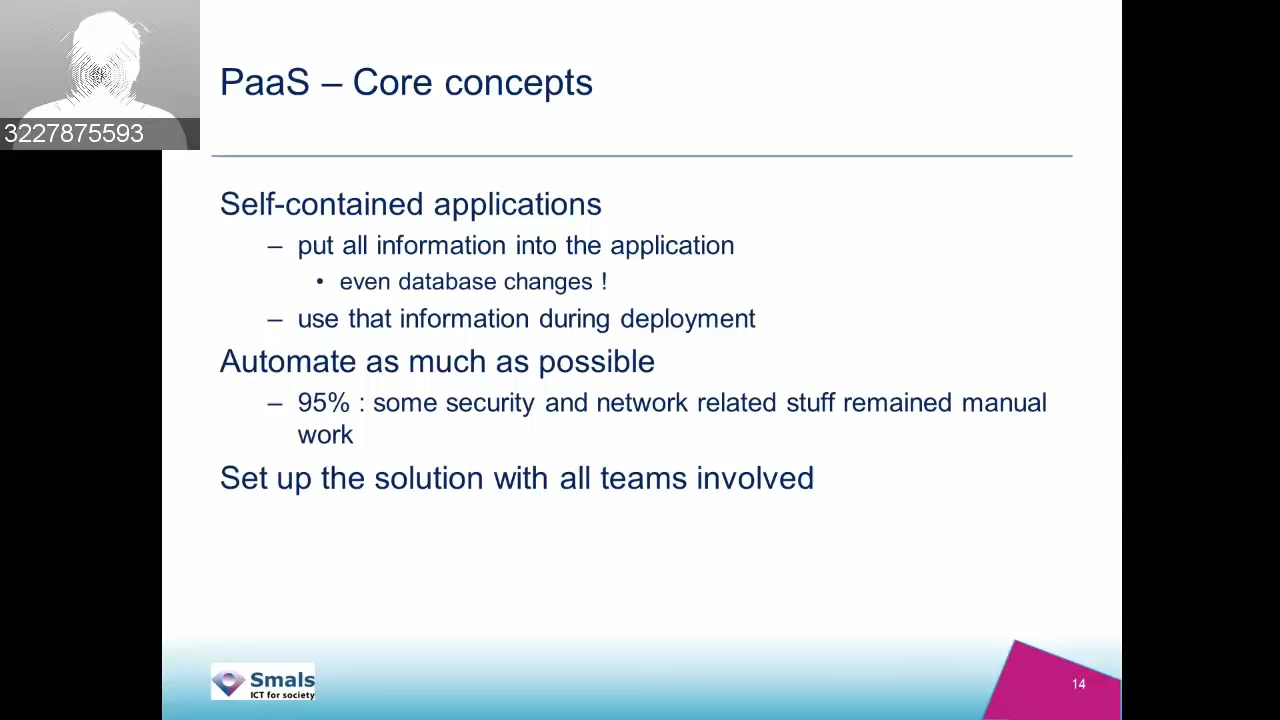 3227875593
PaaS – Core concepts
Self-contained applications
– put all information into the application
• even database changes !
– use that information during deployment
Automate as much as possible
– 95% : some security and network related stuff remained manual
work
Set up the solution with all teams involved
Smals
ICT for society
14